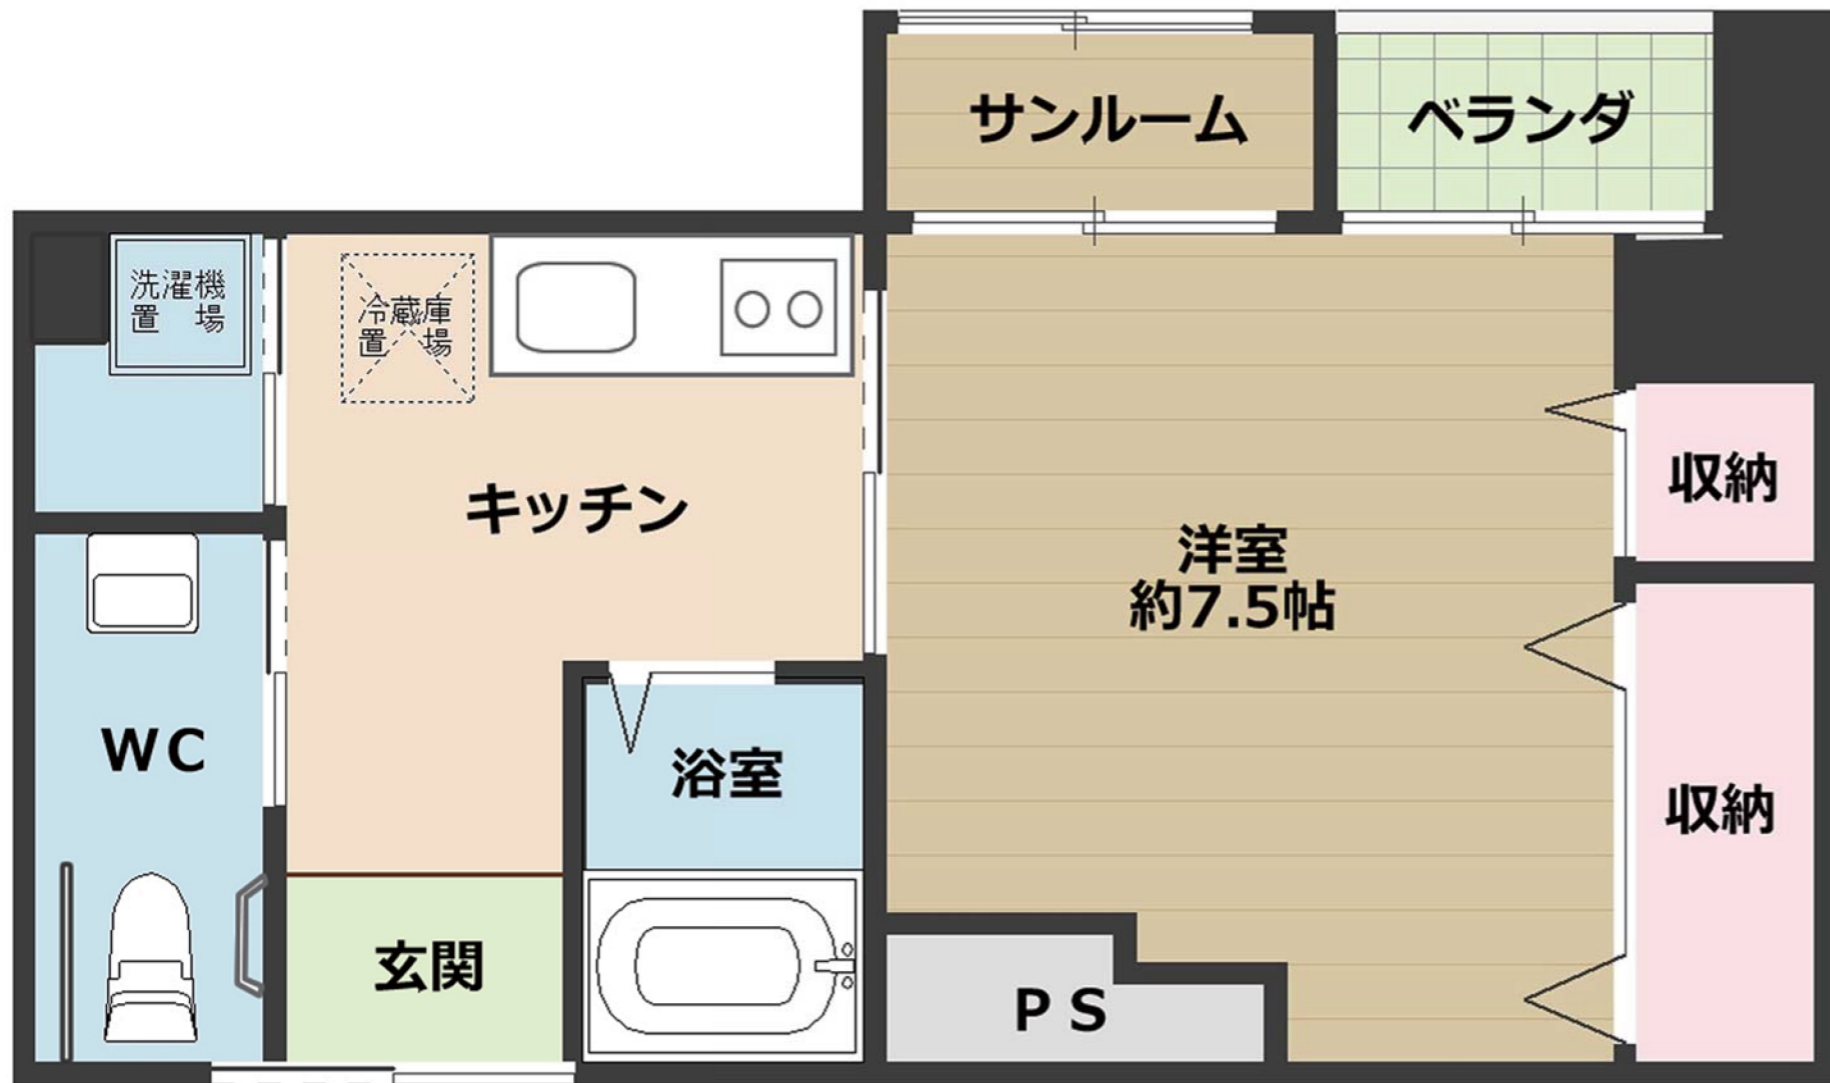 サンルーム
ベランダ
洗濯機
置 場
冷蔵庫
置 場
キッチン
収納
洋室
約7.5帖
WC
浴室
収納
玄関
PS